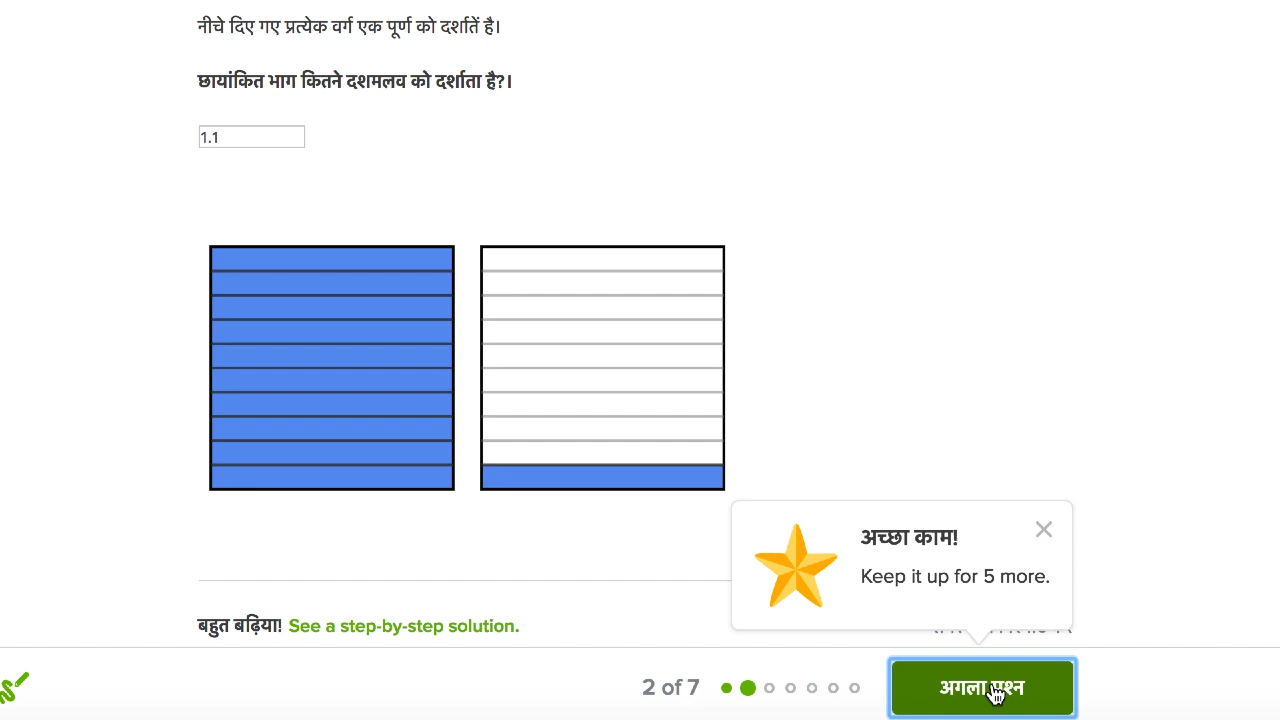 नीचे दिए गए प्रत्येक वर्ग एक पूर्ण को दर्शातें है।
छायांकित भाग कितने दशमलव को दर्शाता है?।
1.1
अच्छा काम!
Keep it up for 5 more.
बहुत बढ़िया! See a step-by-step solution.
2 of 7
अगला प्रश्न